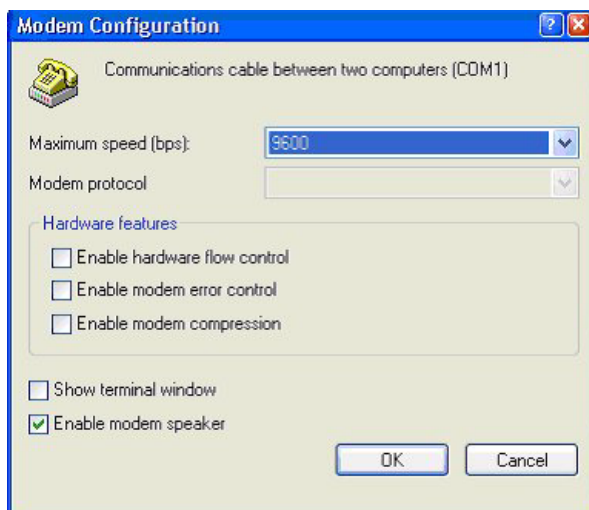 Modem Configuration
Communications cable between two computers (COM1)
Maximum speed (bps): 9600
Modem protocol
Hardware features
Enable hardware flow control
Enable modem error control
Enable modem compression
Show terminal window
Enable modem speaker
OK Cancel